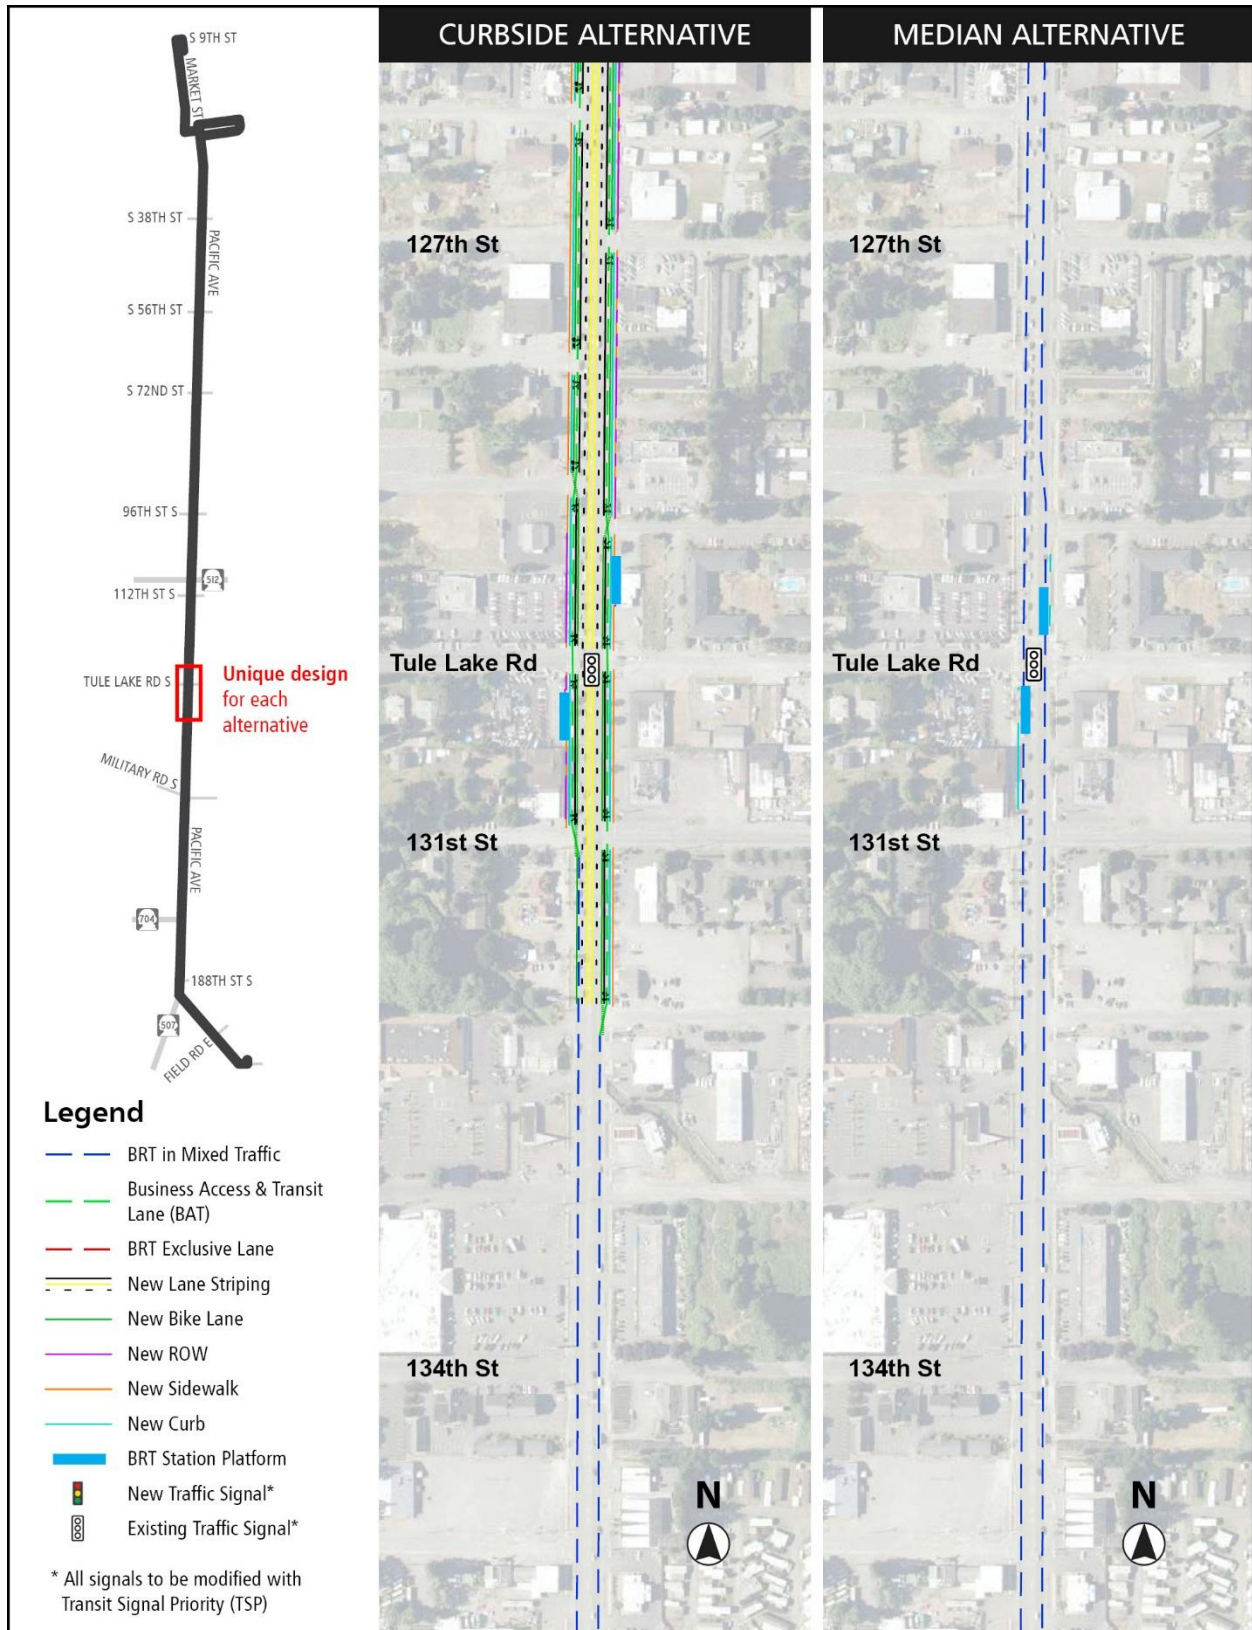 S 9TH ST
MARKET ST
S 38TH ST
PACIFIC AVE
S 56TH ST
S 72ND ST
96TH ST S
512
112TH ST S
TULE LAKE RD S
Unique design
for each
alternative
MILITARY RD S
PACIFIC AVE
704
188TH ST S
507
FIELD RD E
Legend
BRT in Mixed Traffic
Business Access & Transit
Lane (BAT)
BRT Exclusive Lane
New Lane Striping
New Bike Lane
New ROW
New Sidewalk
New Curb
BRT Station Platform
New Traffic Signal*
Existing Traffic Signal*
* All signals to be modified with
Transit Signal Priority (TSP)
CURBSIDE ALTERNATIVE
127th St
Tule Lake Rd
131st St
134th St
N
MEDIAN ALTERNATIVE
127th St
Tule Lake Rd
131st St
134th St
N